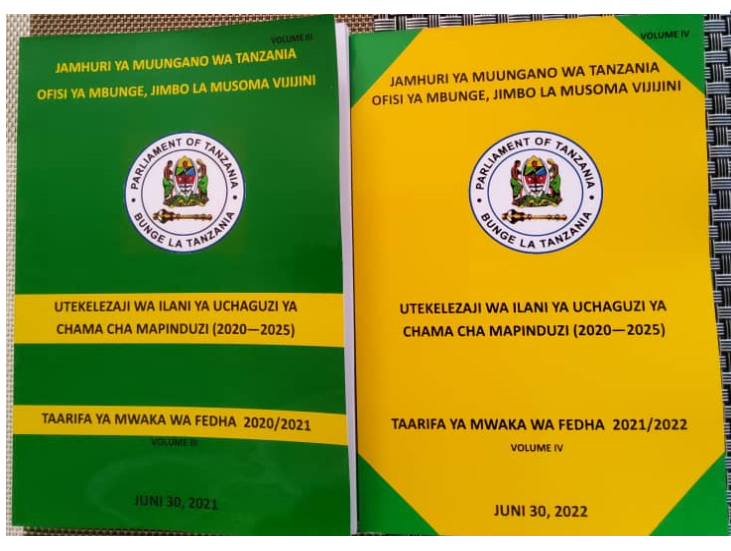 VOLUME III
JAMHURI YA MUUNGANO WA TANZANIA
OFISI YA MBUNGE, JIMBO LA MUSOMA VIJIJINI
PARLIAMENT OF TANZANIA
BUNGE LA TANZANIA
UTEKELEZAJI WA ILANI YA UCHAGUZI YA
CHAMA CHA MAPINDUZI (2020—2025)
TAARIFA YA MWAKA WA FEDHA 2020/2021
VOLUME III
JUNI 30, 2021
VOLUME IV
JAMHURI YA MUUNGANO WA TANZANIA
OFISI YA MBUNGE, JIMBO LA MUSOMA VIJIJINI
PARLIAMENT OF TANZANIA
BUNGE LA TANZANIA
UTEKELEZAJI WA ILANI YA UCHAGUZI YA
CHAMA CHA MAPINDUZI (2020—2025)
TAARIFA YA MWAKA WA FEDHA 2021/2022
VOLUME IV
JUNI 30, 2022